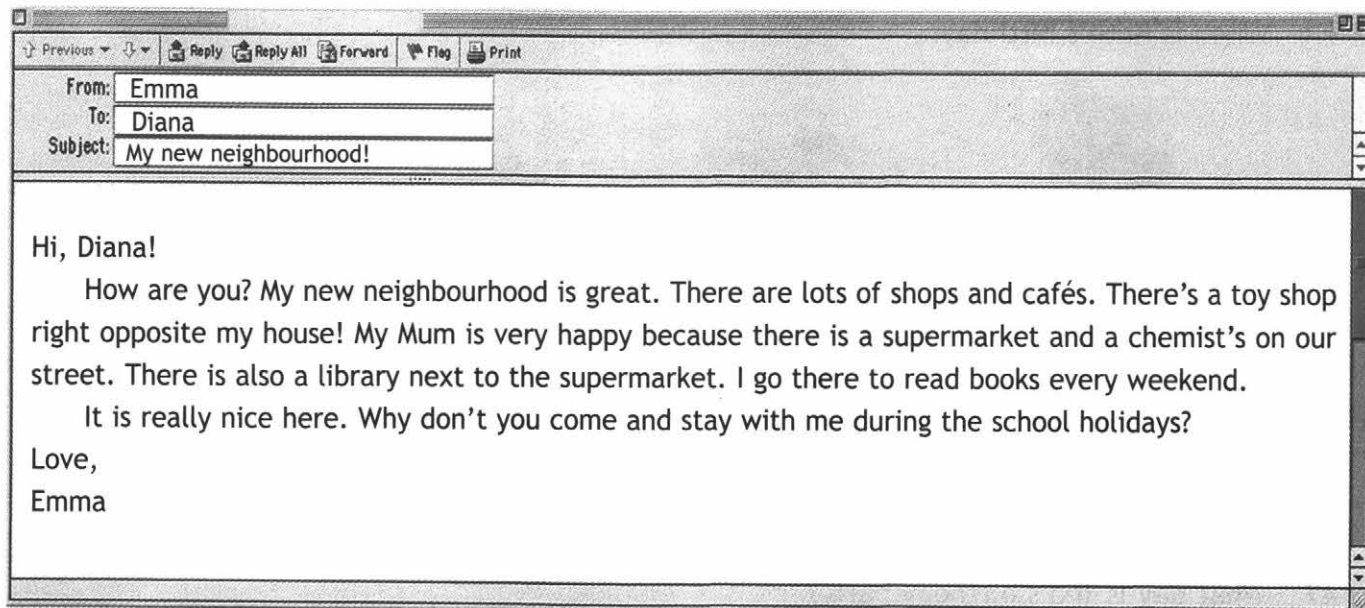 Previous Reply Reply All Forward Flag Print
From: Emma
To: Diana
Subject: My new neighbourhood!
Hi, Diana!
How are you? My new neighbourhood is great. There are lots of shops and cafés. There's a toy shop
right opposite my house! My Mum is very happy because there is a supermarket and a chemist's on our
street. There is also a library next to the supermarket. I go there to read books every weekend.
It is really nice here. Why don't you come and stay with me during the school holidays?
Love,
Emma